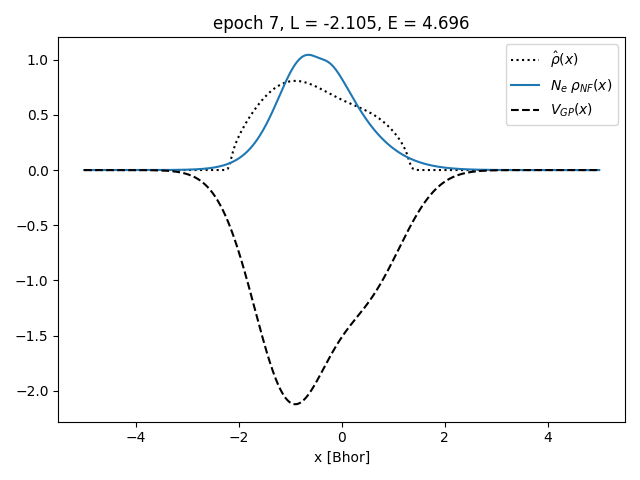 epoch 7, L = -2.105, E = 4.696
ρ̂(x)
N_e ρ_NF(x)
V_GP(x)
1.0
0.5
0.0
−0.5
−1.0
−1.5
−2.0
−4 −2 0 2 4
x [Bhor]